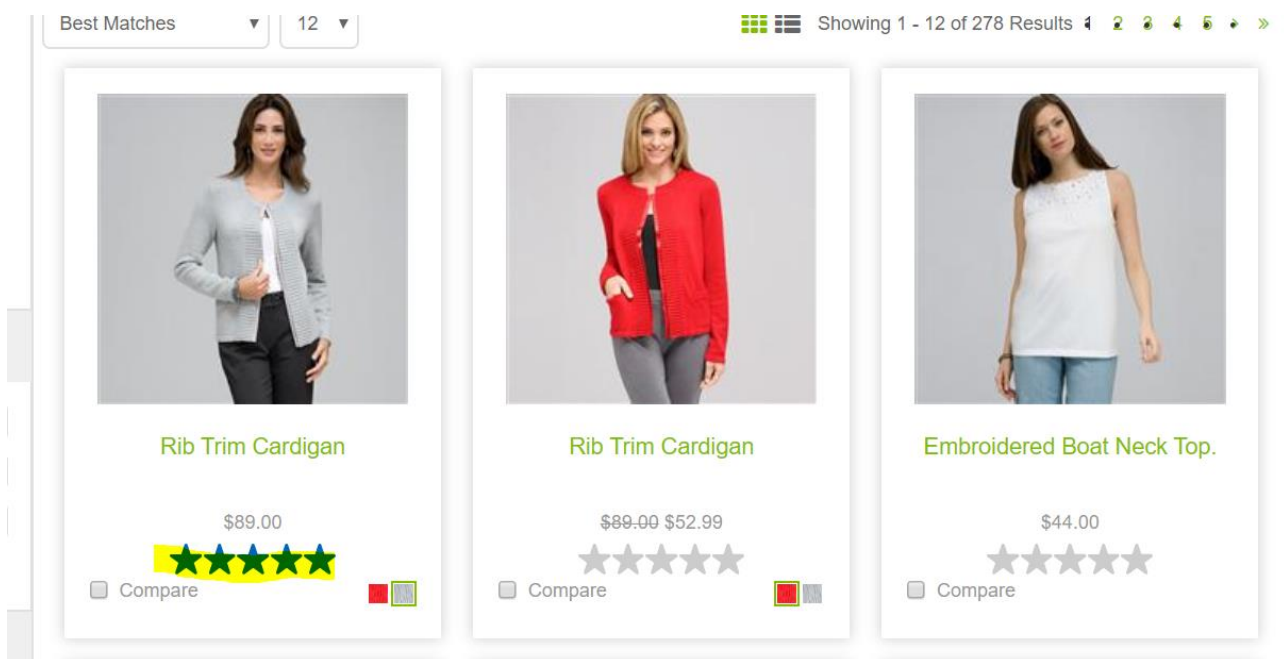 Best Matches
12
Showing 1 - 12 of 278 Results 1 2 3 4 5 > »
Rib Trim Cardigan
Rib Trim Cardigan
Embroidered Boat Neck Top.
$89.00
$89.00 $52.99
$44.00
Compare
Compare
Compare